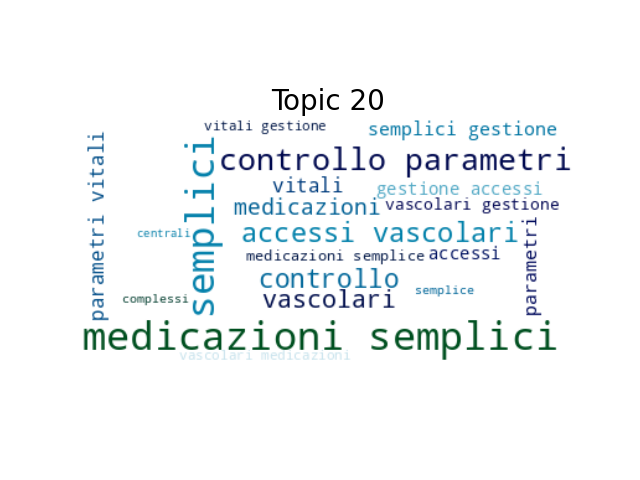 Topic 20
vitali gestione
semplici gestione
parametri vitali
semplici
controllo parametri
vitali
gestione accessi
medicazioni
vascolari gestione
centrali
accessi vascolari
parametri
medicazioni semplice
accessi
controllo
complessi
vascolari
semplice
medicazioni semplici
vascolari medicazioni